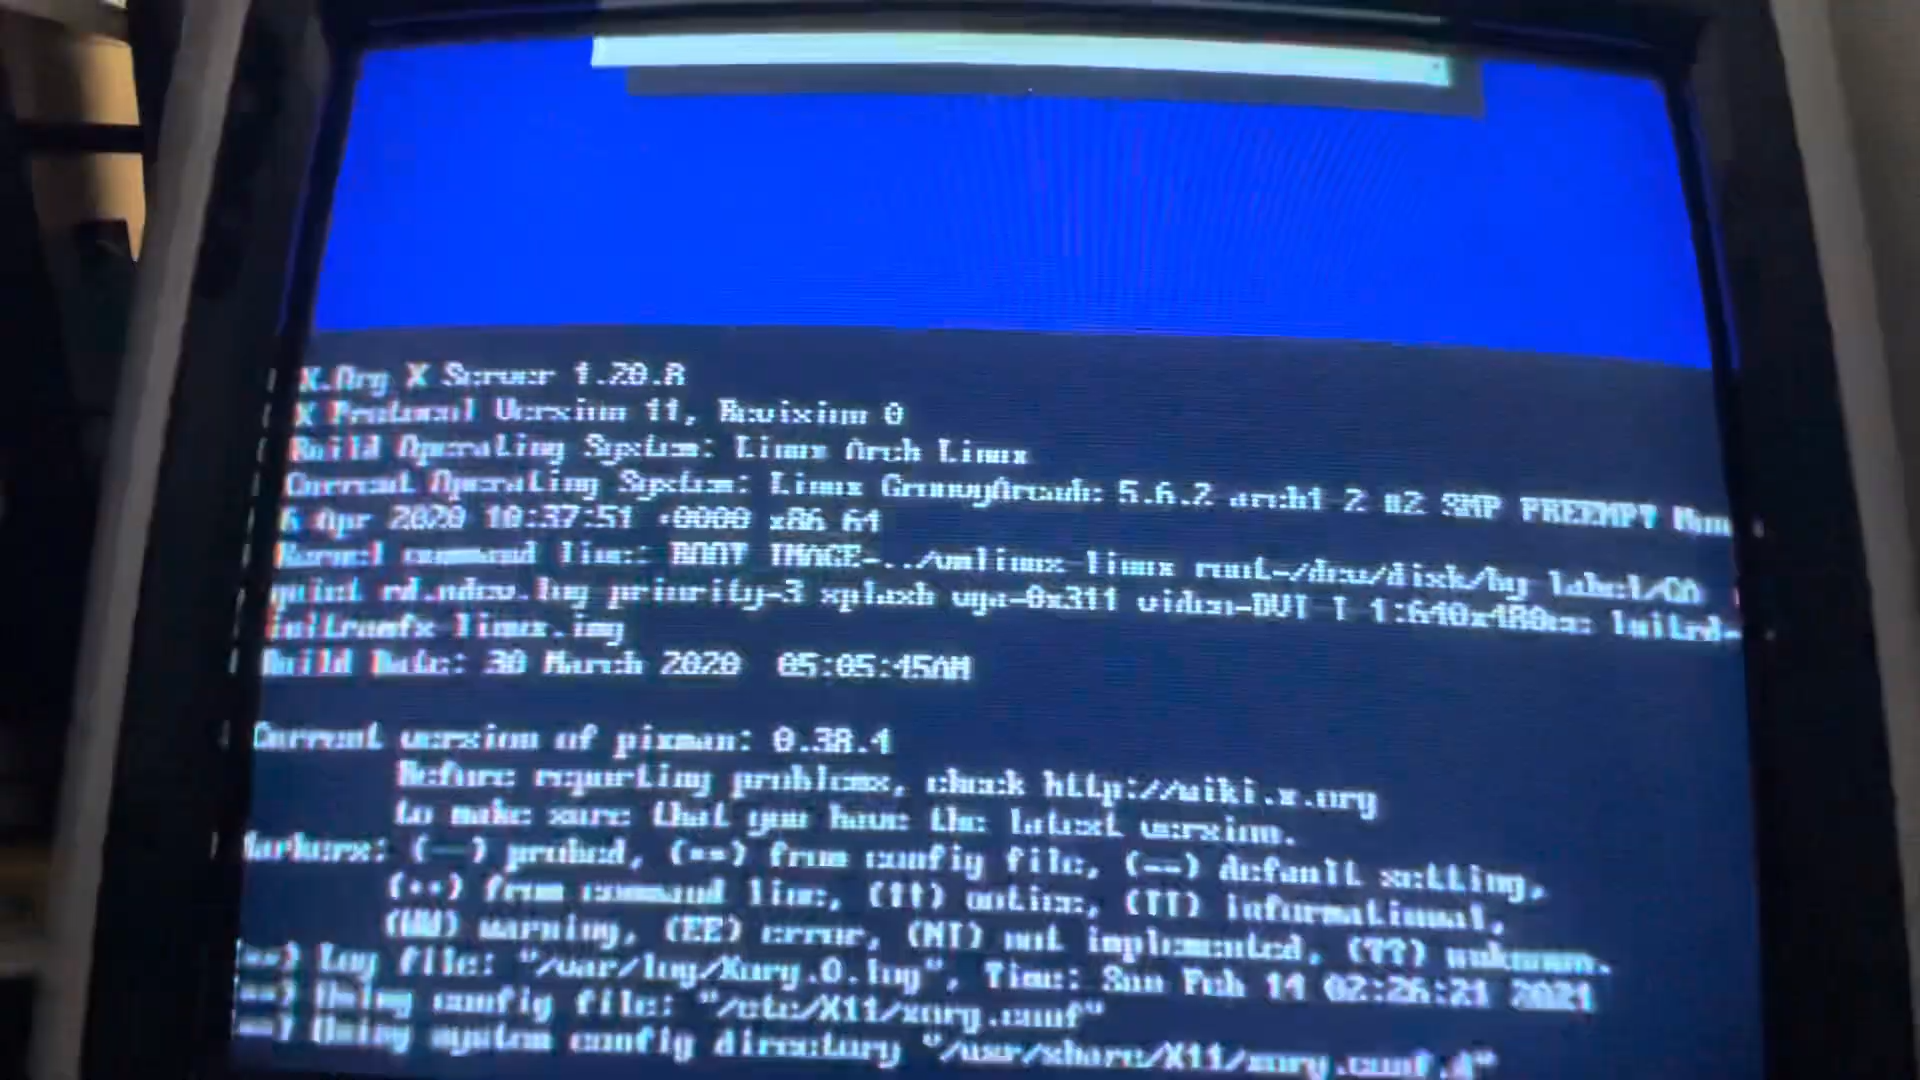 X.Org X Server 1.20.8
X Protocol Version 11, Revision 0
Build Operating System: Linux Arch Linux
Current Operating System: Linux GroovyArcade 5.6.2-arch1-2 #2 SMP PREEMPT Mon
6 Apr 2020 10:37:51 +0000 x86_64
Kernel command line: BOOT_IMAGE=../vmlinuz-linux root=/dev/disk/by-label/GA
quiet rd.udev.log_priority=3 splash vga=0x311 video=DVI-I-1:640x480ez initrd=
initramfs-linux.img
Build Date: 30 March 2020 05:05:45AM
Current version of pixman: 0.38.4
Before reporting problems, check http://wiki.x.org
to make sure that you have the latest version.
Markers: (--) probed, (**) from config file, (==) default setting,
(++) from command line, (!!) notice, (II) informational,
(WW) warning, (EE) error, (NI) not implemented, (??) unknown.
(==) Log file: "/var/log/Xorg.0.log", Time: Sun Feb 14 02:26:21 2021
(==) Using config file: "/etc/X11/xorg.conf"
(==) Using system config directory "/usr/share/X11/xorg.conf.d"